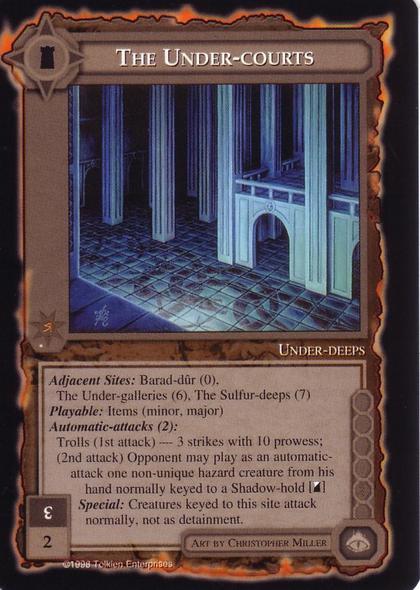 THE UNDER-COURTS
UNDER-DEEPS
Adjacent Sites: Barad-dûr (0),
The Under-galleries (6), The Sulfur-deeps (7)
Playable: Items (minor, major)
Automatic-attacks (2):
Trolls (1st attack) — 3 strikes with 10 prowess;
(2nd attack) Opponent may play as an automatic-
attack one non-unique hazard creature from his
hand normally keyed to a Shadow-hold [ ]
Special: Creatures keyed to this site attack
normally, not as detainment.
3
2
ART BY CHRISTOPHER MILLER
©1998 Tolkien Enterprises